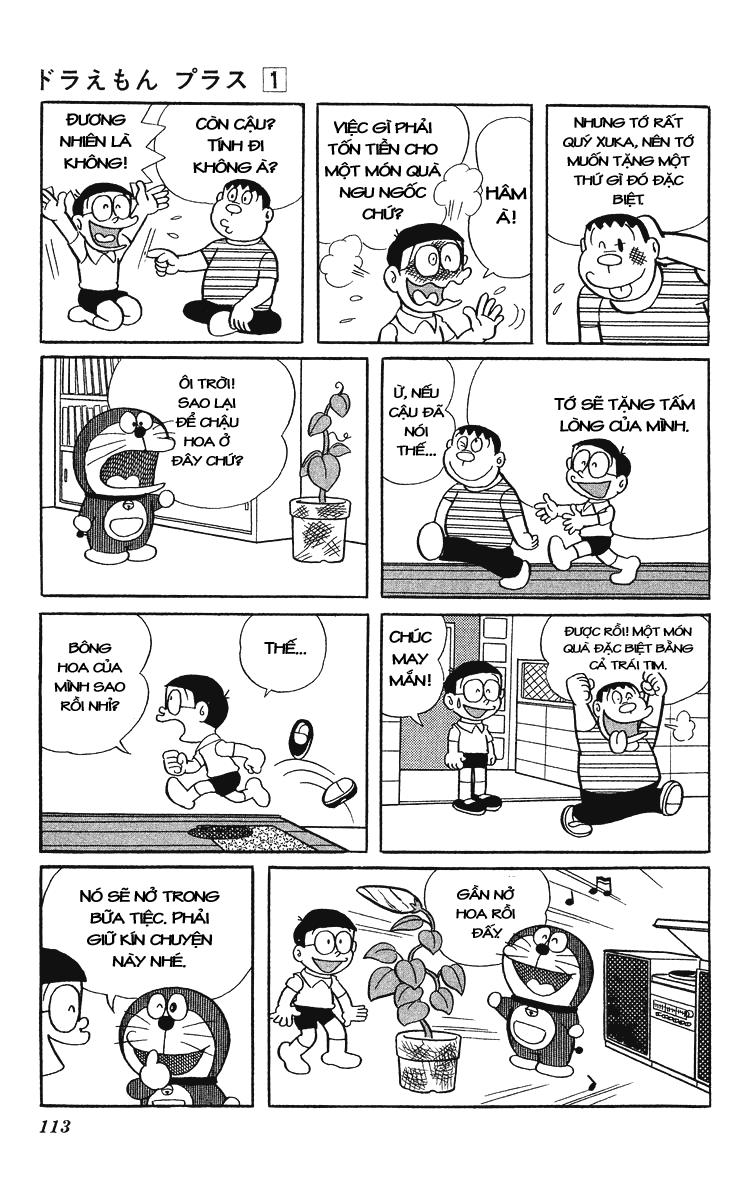 ドラえもん プラス 1
NHƯNG TỚ RẤT
QUÝ XUKA, NÊN TỚ
MUỐN TẶNG MỘT
THỨ GÌ ĐÓ ĐẶC
BIỆT.
HÂM
À!
VIỆC GÌ PHẢI
TỐN TIỀN CHO
MỘT MÓN QUÀ
NGU NGỐC
CHỨ?
CÒN CẬU?
TÍNH ĐI
KHÔNG À?
ĐƯƠNG
NHIÊN LÀ
KHÔNG!
TỚ SẼ TẶNG TẤM
LÒNG CỦA MÌNH.
Ừ, NẾU
CẬU ĐÃ
NÓI
THẾ...
ÔI TRỜI!
SAO LẠI
ĐỂ CHẬU
HOA Ở
ĐÂY CHỨ?
ĐƯỢC RỒI! MỘT MÓN
QUÀ ĐẶC BIỆT BẰNG
CẢ TRÁI TIM.
CHÚC
MAY
MẮN!
THẾ...
BÔNG
HOA CỦA
MÌNH SAO
RỒI NHỈ?
GẦN NỞ
HOA RỒI
ĐẤY.
NÓ SẼ NỞ TRONG
BỮA TIỆC. PHẢI
GIỮ KÍN CHUYỆN
NÀY NHÉ.
113